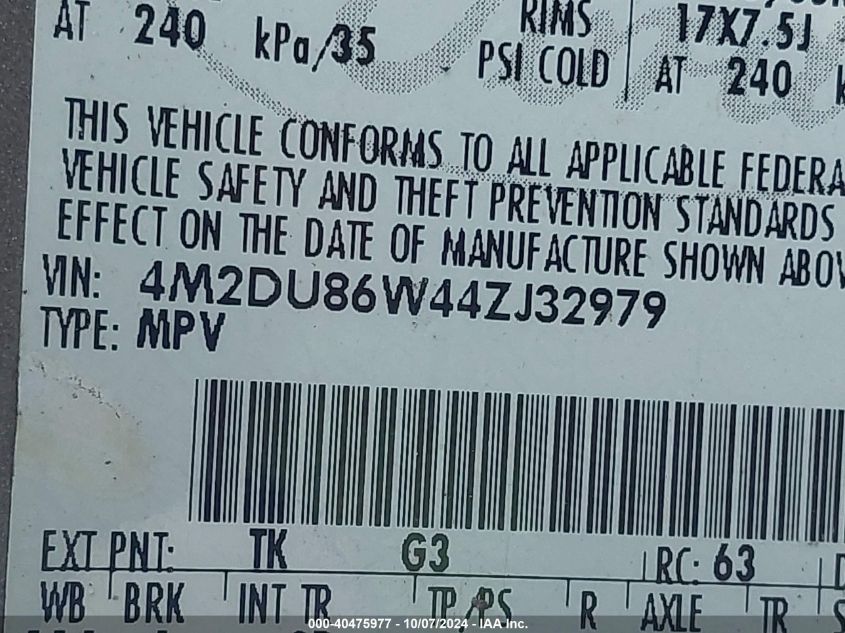 AT 240 kPa/35 RIMS 17X7.5J
PSI COLD AT 240
THIS VEHICLE CONFORMS TO ALL APPLICABLE FEDERA
VEHICLE SAFETY AND THEFT PREVENTION STANDARDS
EFFECT ON THE DATE OF MANUFACTURE SHOWN ABOV
VIN: 4M2DU86W44ZJ32979
TYPE: MPV
EXT PNT: TK G3 RC: 63
WB BRK INT TR TP/PS R AXLE TR S
000-40475977 - 10/07/2024 - IAA Inc.